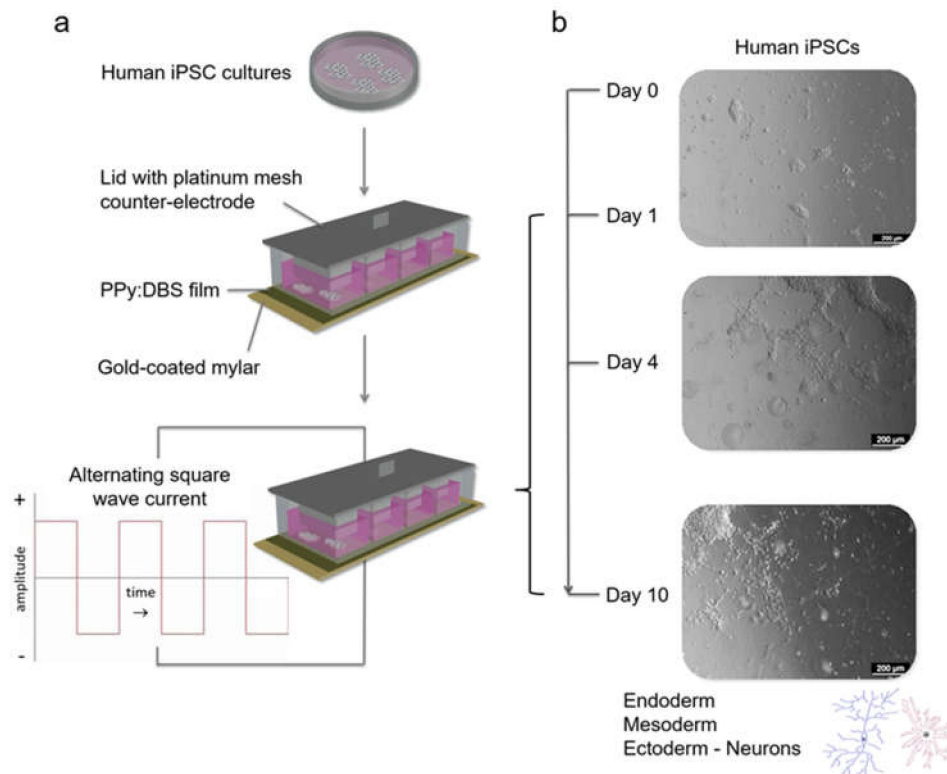 a
Human iPSC cultures
Lid with platinum mesh
counter-electrode
PPy:DBS film
Gold-coated mylar
Alternating square
wave current
+
amplitude
time
→
-
b
Human iPSCs
Day 0
200 µm
Day 1
Day 4
200 µm
Day 10
200 µm
Endoderm
Mesoderm
Ectoderm - Neurons